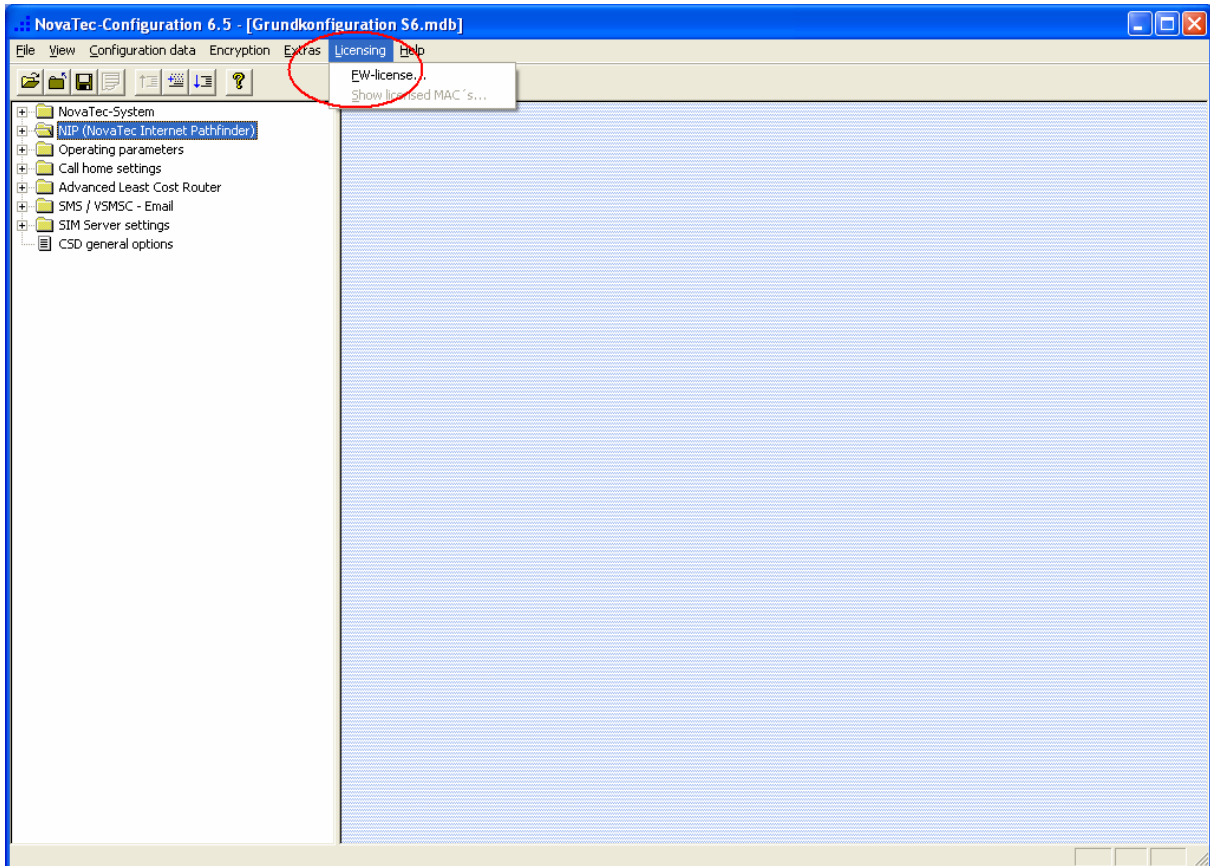 NovaTec-Configuration 6.5 - [Grundkonfiguration S6.mdb]
File View Configuration data Encryption Extras Licensing Help
FW-license...
Show licensed MAC´s...
NovaTec-System
NIP (NovaTec Internet Pathfinder)
Operating parameters
Call home settings
Advanced Least Cost Router
SMS / VSMSC - Email
SIM Server settings
CSD general options